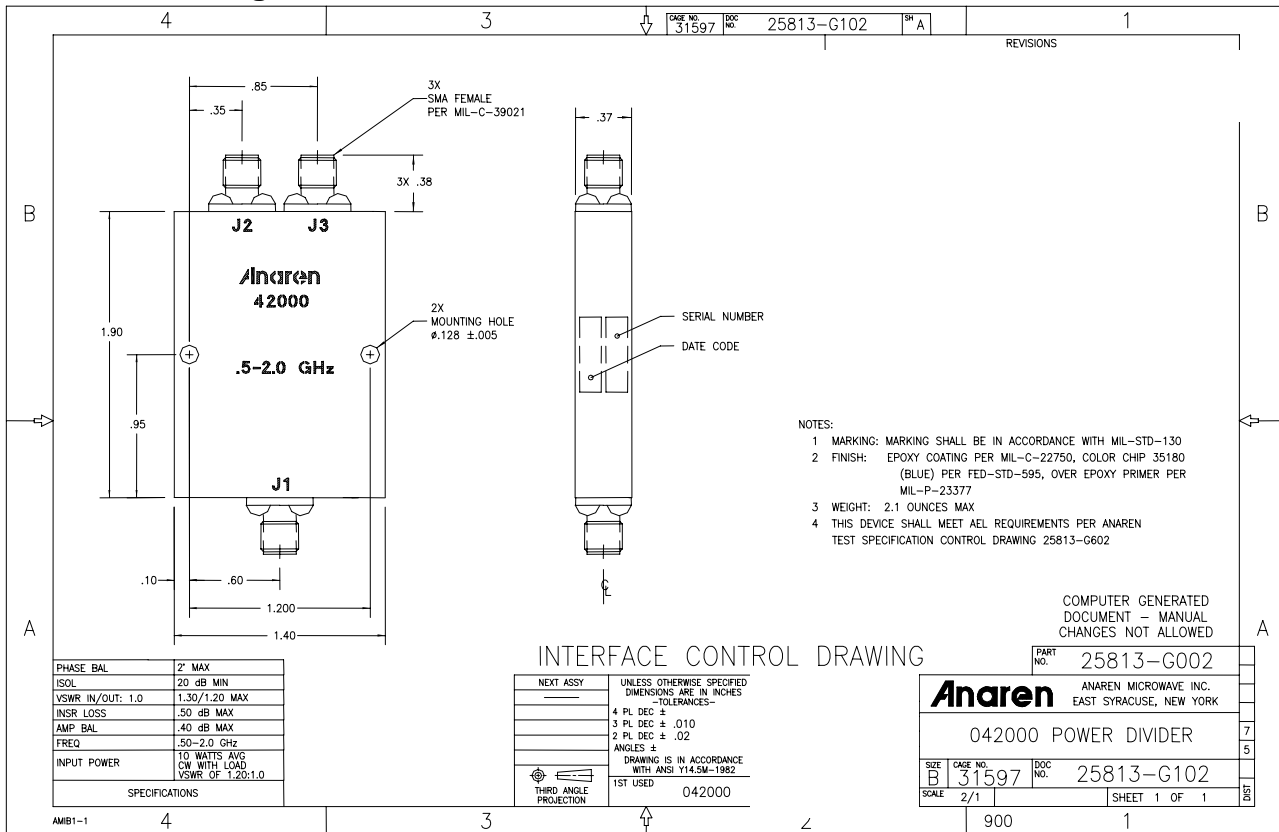 4
3
CAGE NO.
31597
DOC NO.
25813-G102
SH A
1
REVISIONS
.85
.35
3X
SMA FEMALE
PER MIL-C-39021
.37
3X .38
B
B
J2
J3
Anaren
42000
2X
MOUNTING HOLE
ø.128 ±.005
1.90
.5-2.0 GHz
.95
SERIAL NUMBER
DATE CODE
J1
NOTES:
1 MARKING: MARKING SHALL BE IN ACCORDANCE WITH MIL-STD-130
2 FINISH: EPOXY COATING PER MIL-C-22750, COLOR CHIP 35180
(BLUE) PER FED-STD-595, OVER EPOXY PRIMER PER
MIL-P-23377
3 WEIGHT: 2.1 OUNCES MAX
4 THIS DEVICE SHALL MEET AEL REQUIREMENTS PER ANAREN
TEST SPECIFICATION CONTROL DRAWING 25813-G602
.10
.60
1.200
1.40
℄
A
A
COMPUTER GENERATED
DOCUMENT - MANUAL
CHANGES NOT ALLOWED
INTERFACE CONTROL DRAWING
PART NO.
25813-G002
PHASE BAL 2° MAX
ISOL 20 dB MIN
VSWR IN/OUT: 1.0 1.30/1.20 MAX
INSR LOSS .50 dB MAX
AMP BAL .40 dB MAX
FREQ .50-2.0 GHz
INPUT POWER 10 WATTS AVG
CW WITH LOAD
VSWR OF 1.20:1.0
SPECIFICATIONS
NEXT ASSY
THIRD ANGLE
PROJECTION
UNLESS OTHERWISE SPECIFIED
DIMENSIONS ARE IN INCHES
-TOLERANCES-
4 PL DEC ±
3 PL DEC ± .010
2 PL DEC ± .02
ANGLES ±
DRAWING IS IN ACCORDANCE
WITH ANSI Y14.5M-1982
1ST USED
042000
Anaren
ANAREN MICROWAVE INC.
EAST SYRACUSE, NEW YORK
042000 POWER DIVIDER
7
5
SIZE
B
CAGE NO.
31597
DOC NO.
25813-G102
SCALE 2/1
SHEET 1 OF 1
DIST
AMIB1-1
4
3
900
1